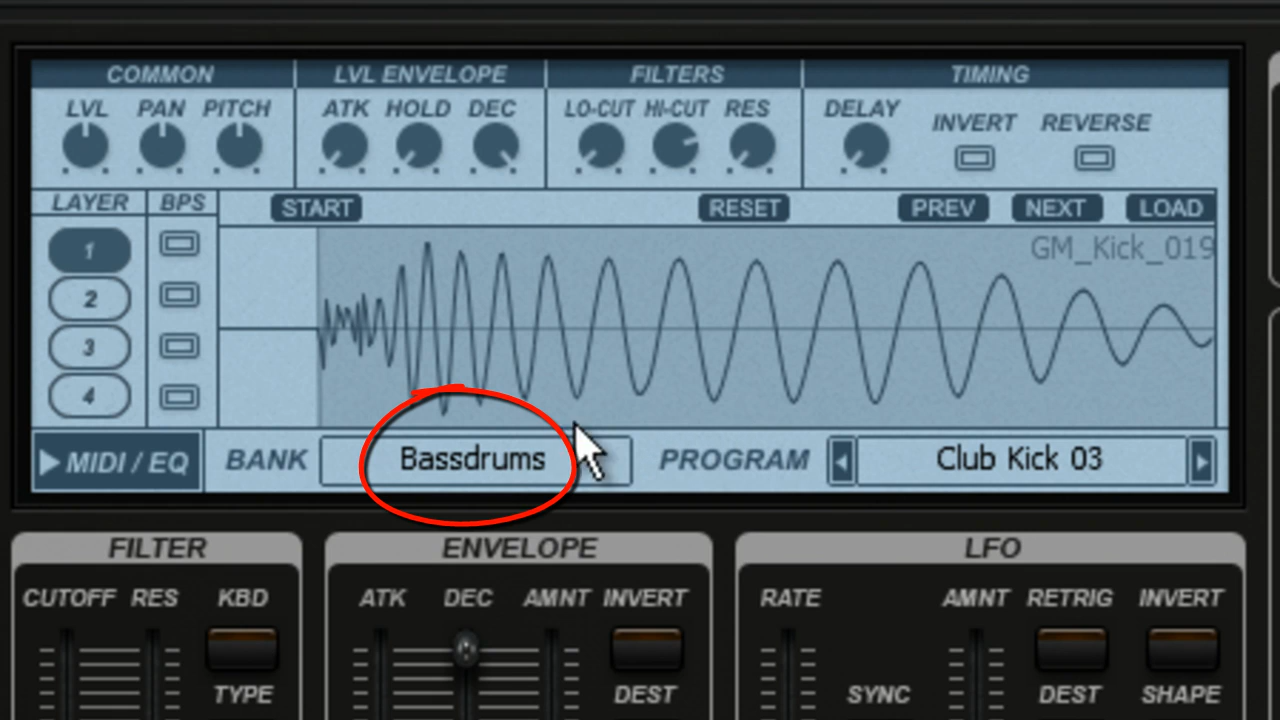 COMMON LVL ENVELOPE FILTERS TIMING
LVL PAN PITCH ATK HOLD DEC LO-CUT HI-CUT RES DELAY INVERT REVERSE
LAYER BPS START RESET PREV NEXT LOAD
GM_Kick_019
1
2
3
4
MIDI / EQ BANK Bassdrums PROGRAM Club Kick 03
FILTER ENVELOPE LFO
CUTOFF RES KBD ATK DEC AMNT INVERT RATE AMNT RETRIG INVERT
TYPE DEST SYNC DEST SHAPE